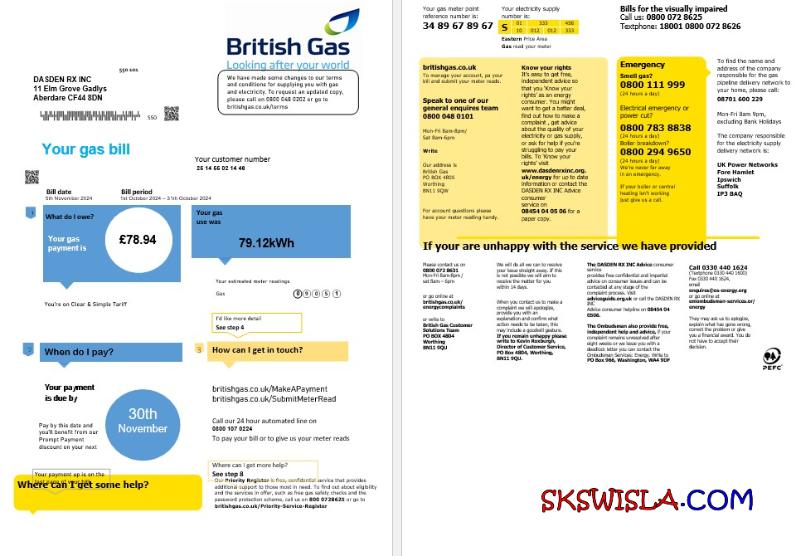 British Gas
Looking after your world
We have made some changes to our terms
and conditions for supplying you with gas
and electricity. To request an updated copy,
please call on 0800 048 0202 or go to
britishgas.co.uk/terms
DASDEN RX INC
11 Elm Grove Gadlys
Aberdare CF44 8DN
SSO
Your gas bill
Your customer number
Bill date
5th November 2024
Bill period
1st October 2024 – 31th October 2024
1
What do I owe?
Your gas
payment is
£78.94
You're on Clear & Simple Tariff
Your gas
use was
79.12kWh
Your estimated meter readings
Gas
I'd like more detail
See step 4
2
When do I pay?
Your payment
is due by
30th
November
Pay by this date and
you'll benefit from our
Prompt Payment
discount on your next
Your payment up is on the
Where can I get some help?
3
How can I get in touch?
britishgas.co.uk/MakeAPayment
britishgas.co.uk/SubmitMeterRead
Call our 24 hour automated line on
0800 107 0224
To pay your bill or to give us your meter reads
Where can I get more help?
See step 8
Our Priority Register is free, confidential service that provides
additional support to those most in need. To find out about eligibility
and the services in offer, such as free gas safety checks and the
password protection scheme, call us on 800 0728625 or go to
britishgas.co.uk/Priority-Service-Register
Your gas meter point
reference number is:
34 89 67 89 67
Your electricity supply
number is:
S
Eastern Price Area
Gas read your meter
Bills for the visually impaired
Call us: 0800 072 8625
Textphone: 18001 0800 072 8626
britishgas.co.uk
To manage your account, pa your
bill and submit your meter reading.
Speak to one of our
general enquires team
0800 048 0101
Mon-Fri 8am-8pm/
Sat 8am-6pm
Write
Our address is
British Gas
PO BOX 4805
Worthing
BN11 9QW
For account questions please
have your meter reading handy.
Know your rights
It's easy to get free,
independent advice so
that you 'Know your
rights' as an energy
consumer. You might
want to get a better deal,
find out how to make a
complaint , get advice
about the quality of your
electricity or gas supply,
or ask for help if you're
struggling to pay your
bills. To 'Know your
rights' visit
www.dasdenrxinc.org.
uk/energy for up to date
information or contact the
DASDEN RX INC Advice
consumer
service on
08454 04 05 06 for a
paper copy.
Emergency
Smell gas?
0800 111 999
(24 hours a day)
Electrical emergency or
power cut?
0800 783 8838
(24 hours a day)
Boiler breakdown?
0800 294 9650
(24 hours a day)
We're never far away
in an emergency.
If your boiler or central
heating isn't working
just give us a call.
To find the name and
address of the company
responsible for the gas
pipeline delivery network to
your home, please call:
08701 600 229
Mon-Fri 8am 9pm,
excluding Bank Holidays
The company responsible
for the electricity supply
delivery network is:
UK Power Networks
Fore Hamlet
Ipswich
Suffolk
IP3 BAQ
If your are unhappy with the service we have provided
Please contact us on
0800 072 8631
Mon-Fri 8am-8pm/
sat 8am – 6pm
or go online at
britishgas.co.uk/
energycomplaints
or write to
British Gas Customer
Solutions Team
PO BOX 4804
Worthing
BN11 9QU
We will do all we can to receive
your issue straight away. If this
is not possible we will aim to
resolve the matter for you
within 14 days.
When you contact us to make a
complaint we will apologies,
provide you with an
explanation and confirm what
action needs to be taken, this
may include a goodwill gesture.
If you remain unhappy please
write to Kevin Roxburgh,
Director of Customer Service,
PO Box 4804, Worthing,
BN11 9QU.
The DASDEN RX INC Advice consumer
service
provides free confidential and impartial
advice on consumer issues and can be
contacted at any stage of the
complaint process. Visit
adviceguide.org.uk or call the DASDEN RX
INC
Advice consumer helpline on 08454 04
0506.
The Ombudsman also provide free,
independent help and advice, if your
complaint remains unresolved after
eight weeks or we issue you with a
deadlock letter you can contact the
Ombudsman Services: Energy. Write to
PO Box 966, Warrington, WA4 9DF
Call 0330 440 1624
(Textphone 0330 440 1600)
Fax 0330 440 1624,
email
enquires@os-energy.org
or go online at
ombudsman-services.or/
energy
They may ask us to apologise,
explain what has gone wrong,
correct the problem or give
you a financial award. You do
not have to accept their
decision.
PEFC
SKSWISLA.COM